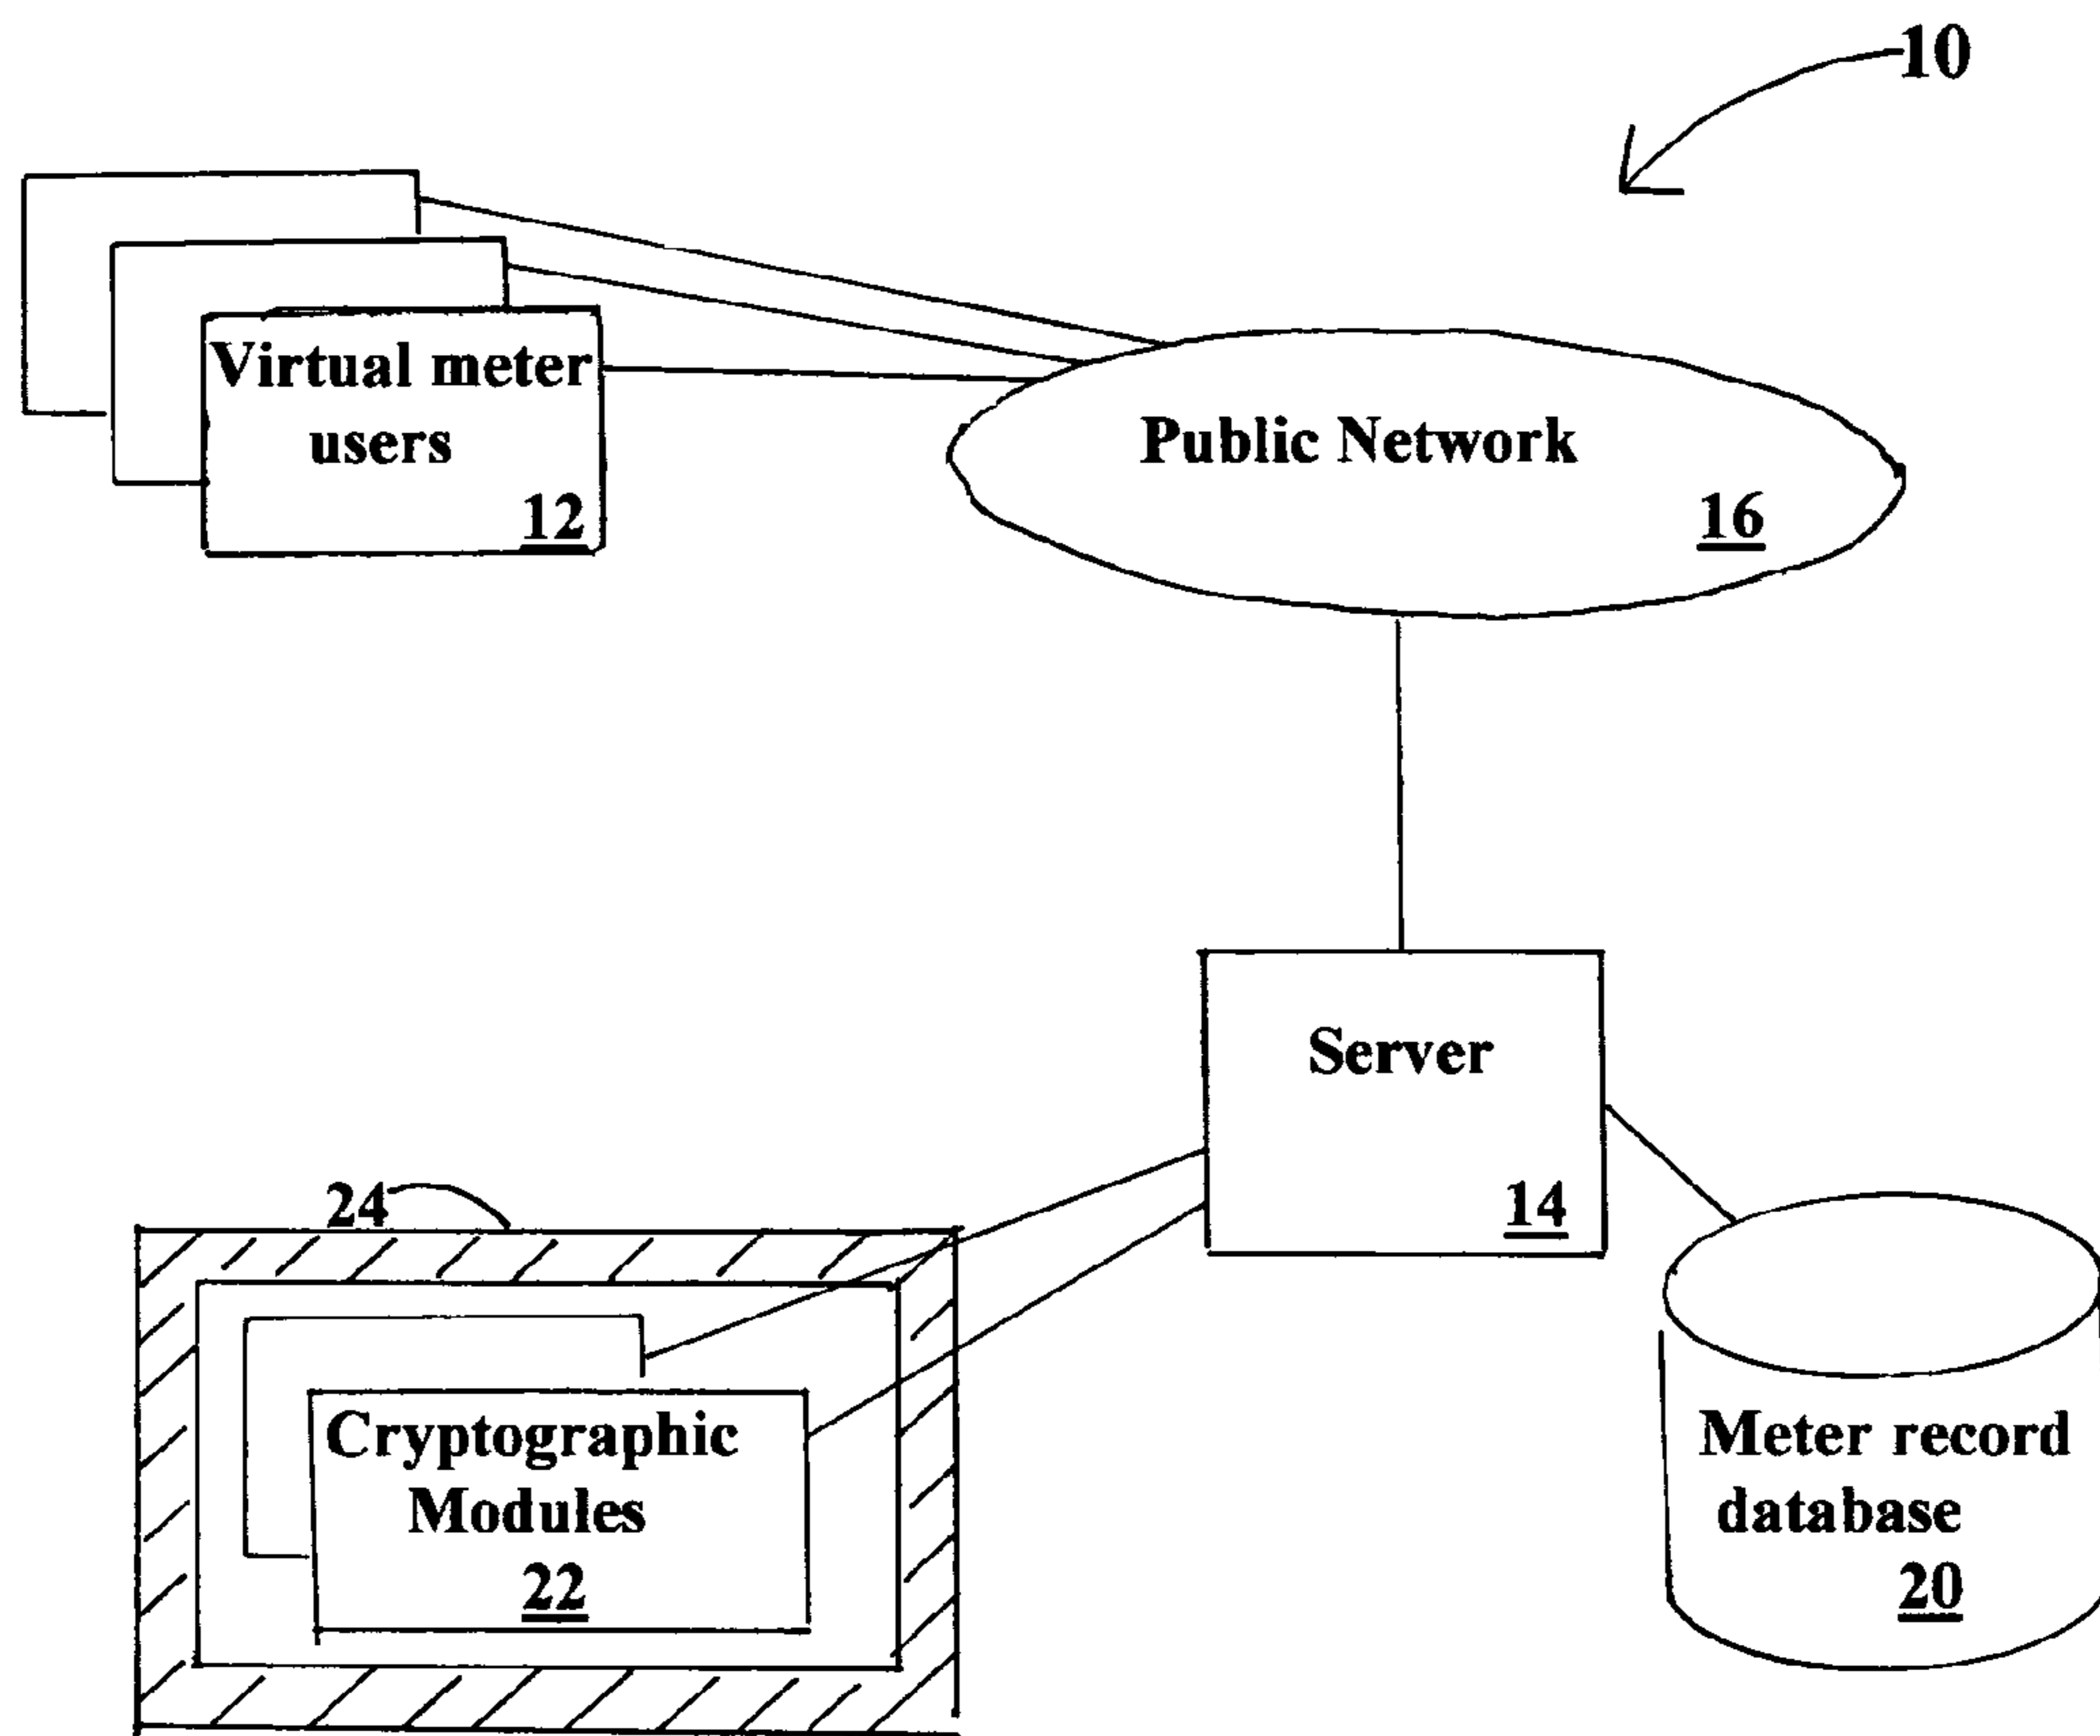 10
Virtual meter
users
12
Public Network
16
Server
14
24
Cryptographic
Modules
22
Meter record
database
20